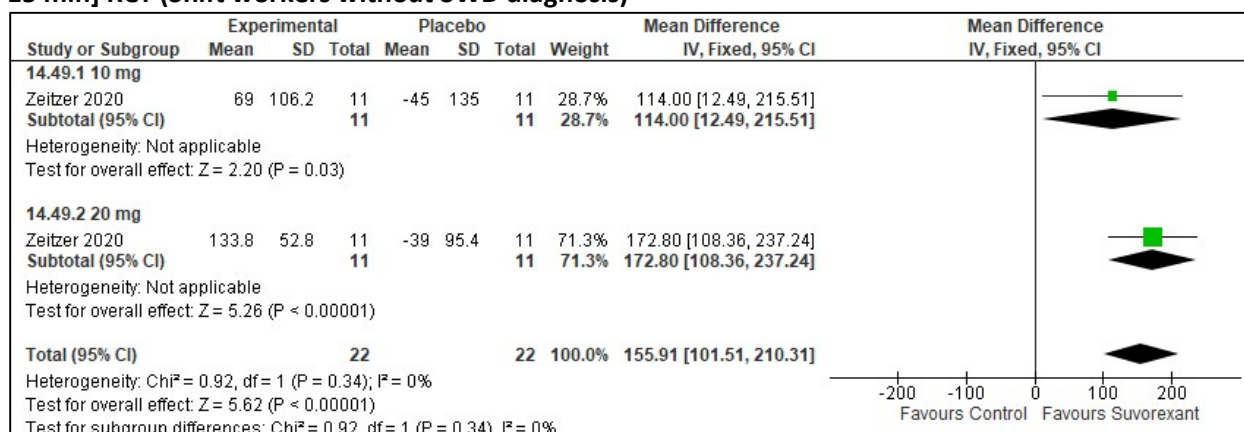 Experimental Placebo Mean Difference Mean Difference
Study or Subgroup Mean SD Total Mean SD Total Weight IV, Fixed, 95% CI IV, Fixed, 95% CI
14.49.1 10 mg
Zeitzer 2020 69 106.2 11 -45 135 11 28.7% 114.00 [12.49, 215.51]
Subtotal (95% CI) 11 11 28.7% 114.00 [12.49, 215.51]
Heterogeneity: Not applicable
Test for overall effect: Z = 2.20 (P = 0.03)
14.49.2 20 mg
Zeitzer 2020 133.8 52.8 11 -39 95.4 11 71.3% 172.80 [108.36, 237.24]
Subtotal (95% CI) 11 11 71.3% 172.80 [108.36, 237.24]
Heterogeneity: Not applicable
Test for overall effect: Z = 5.26 (P < 0.00001)
Total (95% CI) 22 22 100.0% 155.91 [101.51, 210.31]
Heterogeneity: Chi² = 0.92, df = 1 (P = 0.34); I² = 0%
Test for overall effect: Z = 5.62 (P < 0.00001)
Test for subgroup differences: Chi² = 0.92, df = 1 (P = 0.34), I² = 0%
-200 -100 0 100 200
Favours Control Favours Suvorexant